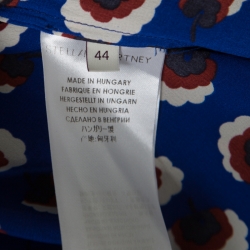 44
MADE IN HUNGARY
FABRIQUE EN HONGRIE
HERGESTELLT IN UNGARN
HECHO EN HUNGRIA
СДЕЛАНО В ВЕНГРИИ
ハンガリー製